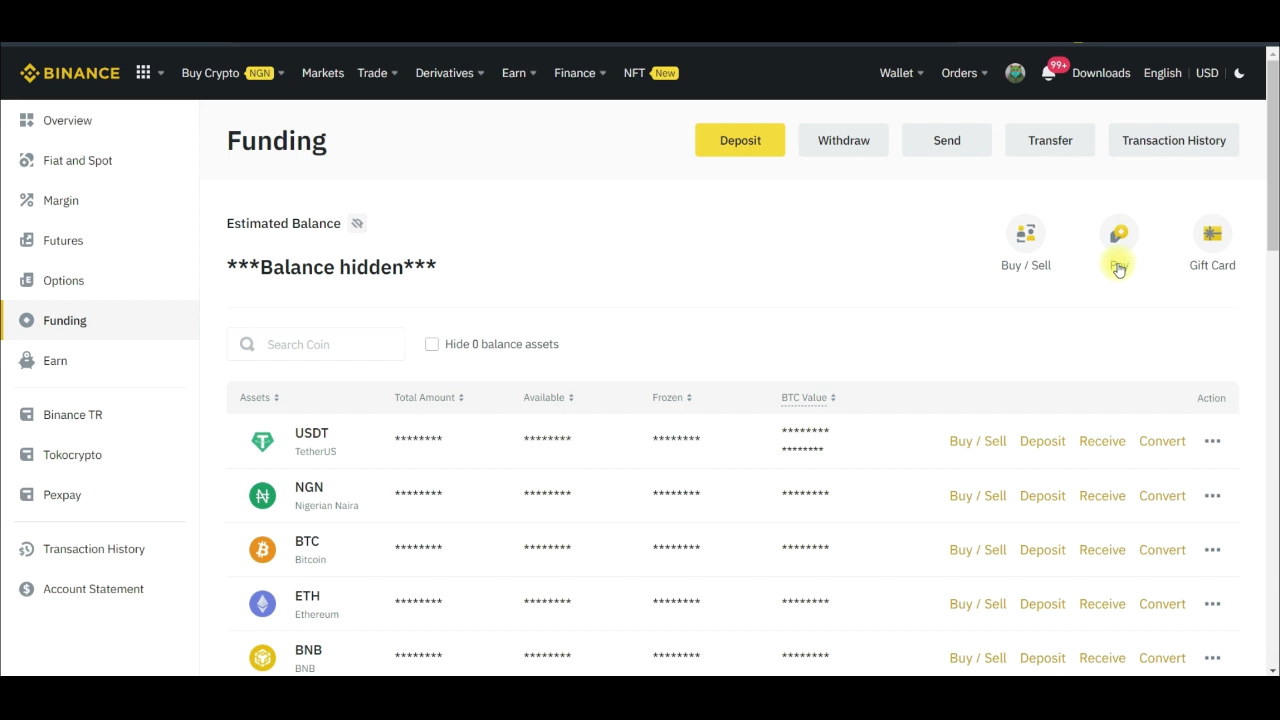 BINANCE Buy Crypto NGN Markets Trade Derivatives Earn Finance NFT New Wallet Orders 99+ Downloads English USD
Overview
Fiat and Spot
Margin
Futures
Options
Funding
Earn
Binance TR
Tokocrypto
Pexpay
Transaction History
Account Statement
Funding
Deposit Withdraw Send Transfer Transaction History
Estimated Balance
***Balance hidden***
Buy / Sell Pay Gift Card
Search Coin Hide 0 balance assets
Assets Total Amount Available Frozen BTC Value Action
USDT ******** ******** ******** ******** Buy / Sell Deposit Receive Convert
TetherUS ********
NGN ******** ******** ******** ******** Buy / Sell Deposit Receive Convert
Nigerian Naira
BTC ******** ******** ******** ******** Buy / Sell Deposit Receive Convert
Bitcoin
ETH ******** ******** ******** ******** Buy / Sell Deposit Receive Convert
Ethereum
BNB ******** ******** ******** ******** Buy / Sell Deposit Receive Convert
BNB